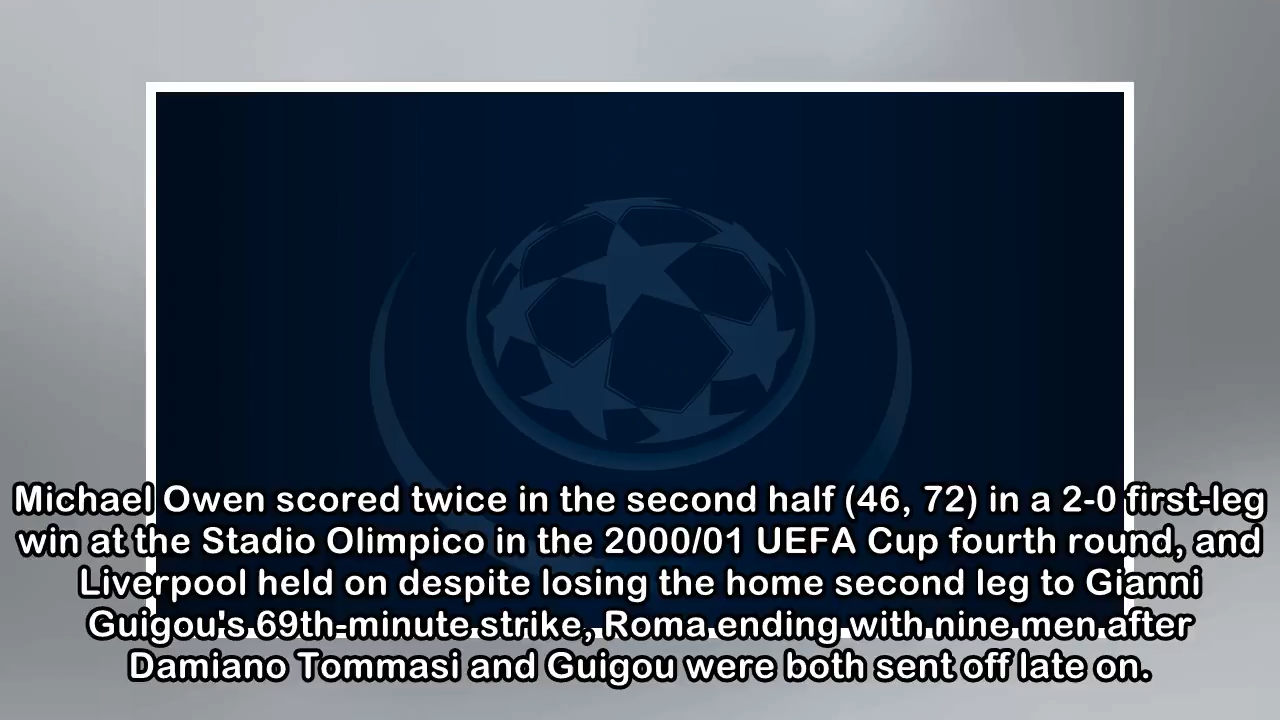 Michael Owen scored twice in the second half (46, 72) in a 2-0 first-leg
win at the Stadio Olimpico in the 2000/01 UEFA Cup fourth round, and
Liverpool held on despite losing the home second leg to Gianni
Guigou's 69th-minute strike, Roma ending with nine men after
Damiano Tommasi and Guigou were both sent off late on.